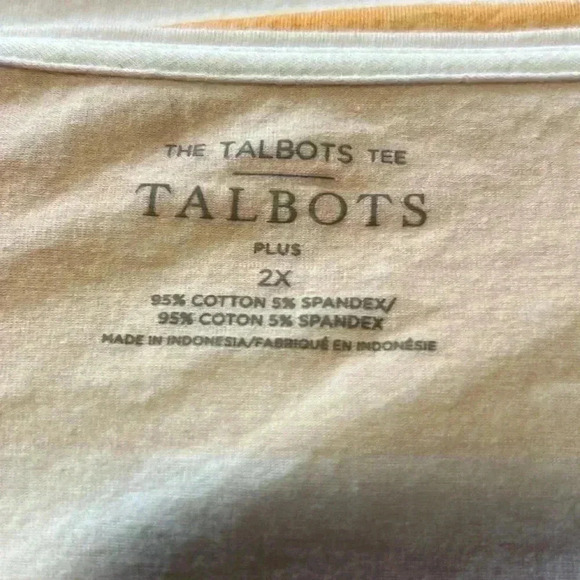 THE TALBOTS TEE
TALBOTS
PLUS
2X
95% COTTON 5% SPANDEX/
95% COTON 5% SPANDEX
MADE IN INDONESIA/FABRIQUÉ EN INDONÉSIE